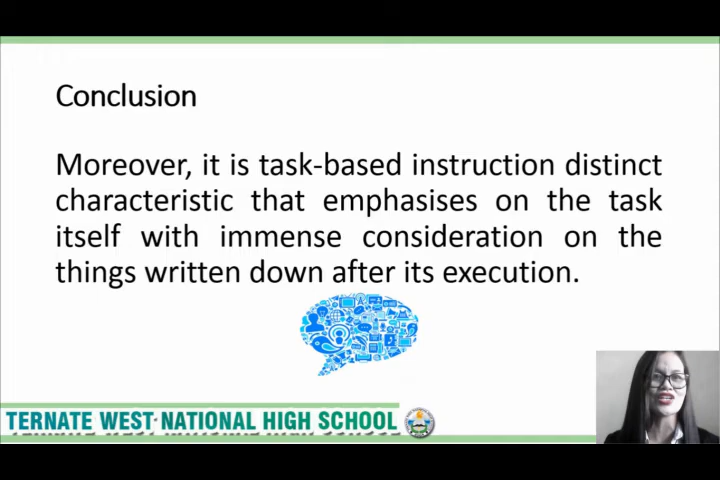 Conclusion
Moreover, it is task-based instruction distinct
characteristic that emphasises on the task
itself with immense consideration on the
things written down after its execution.
TERNATE WEST NATIONAL HIGH SCHOOL